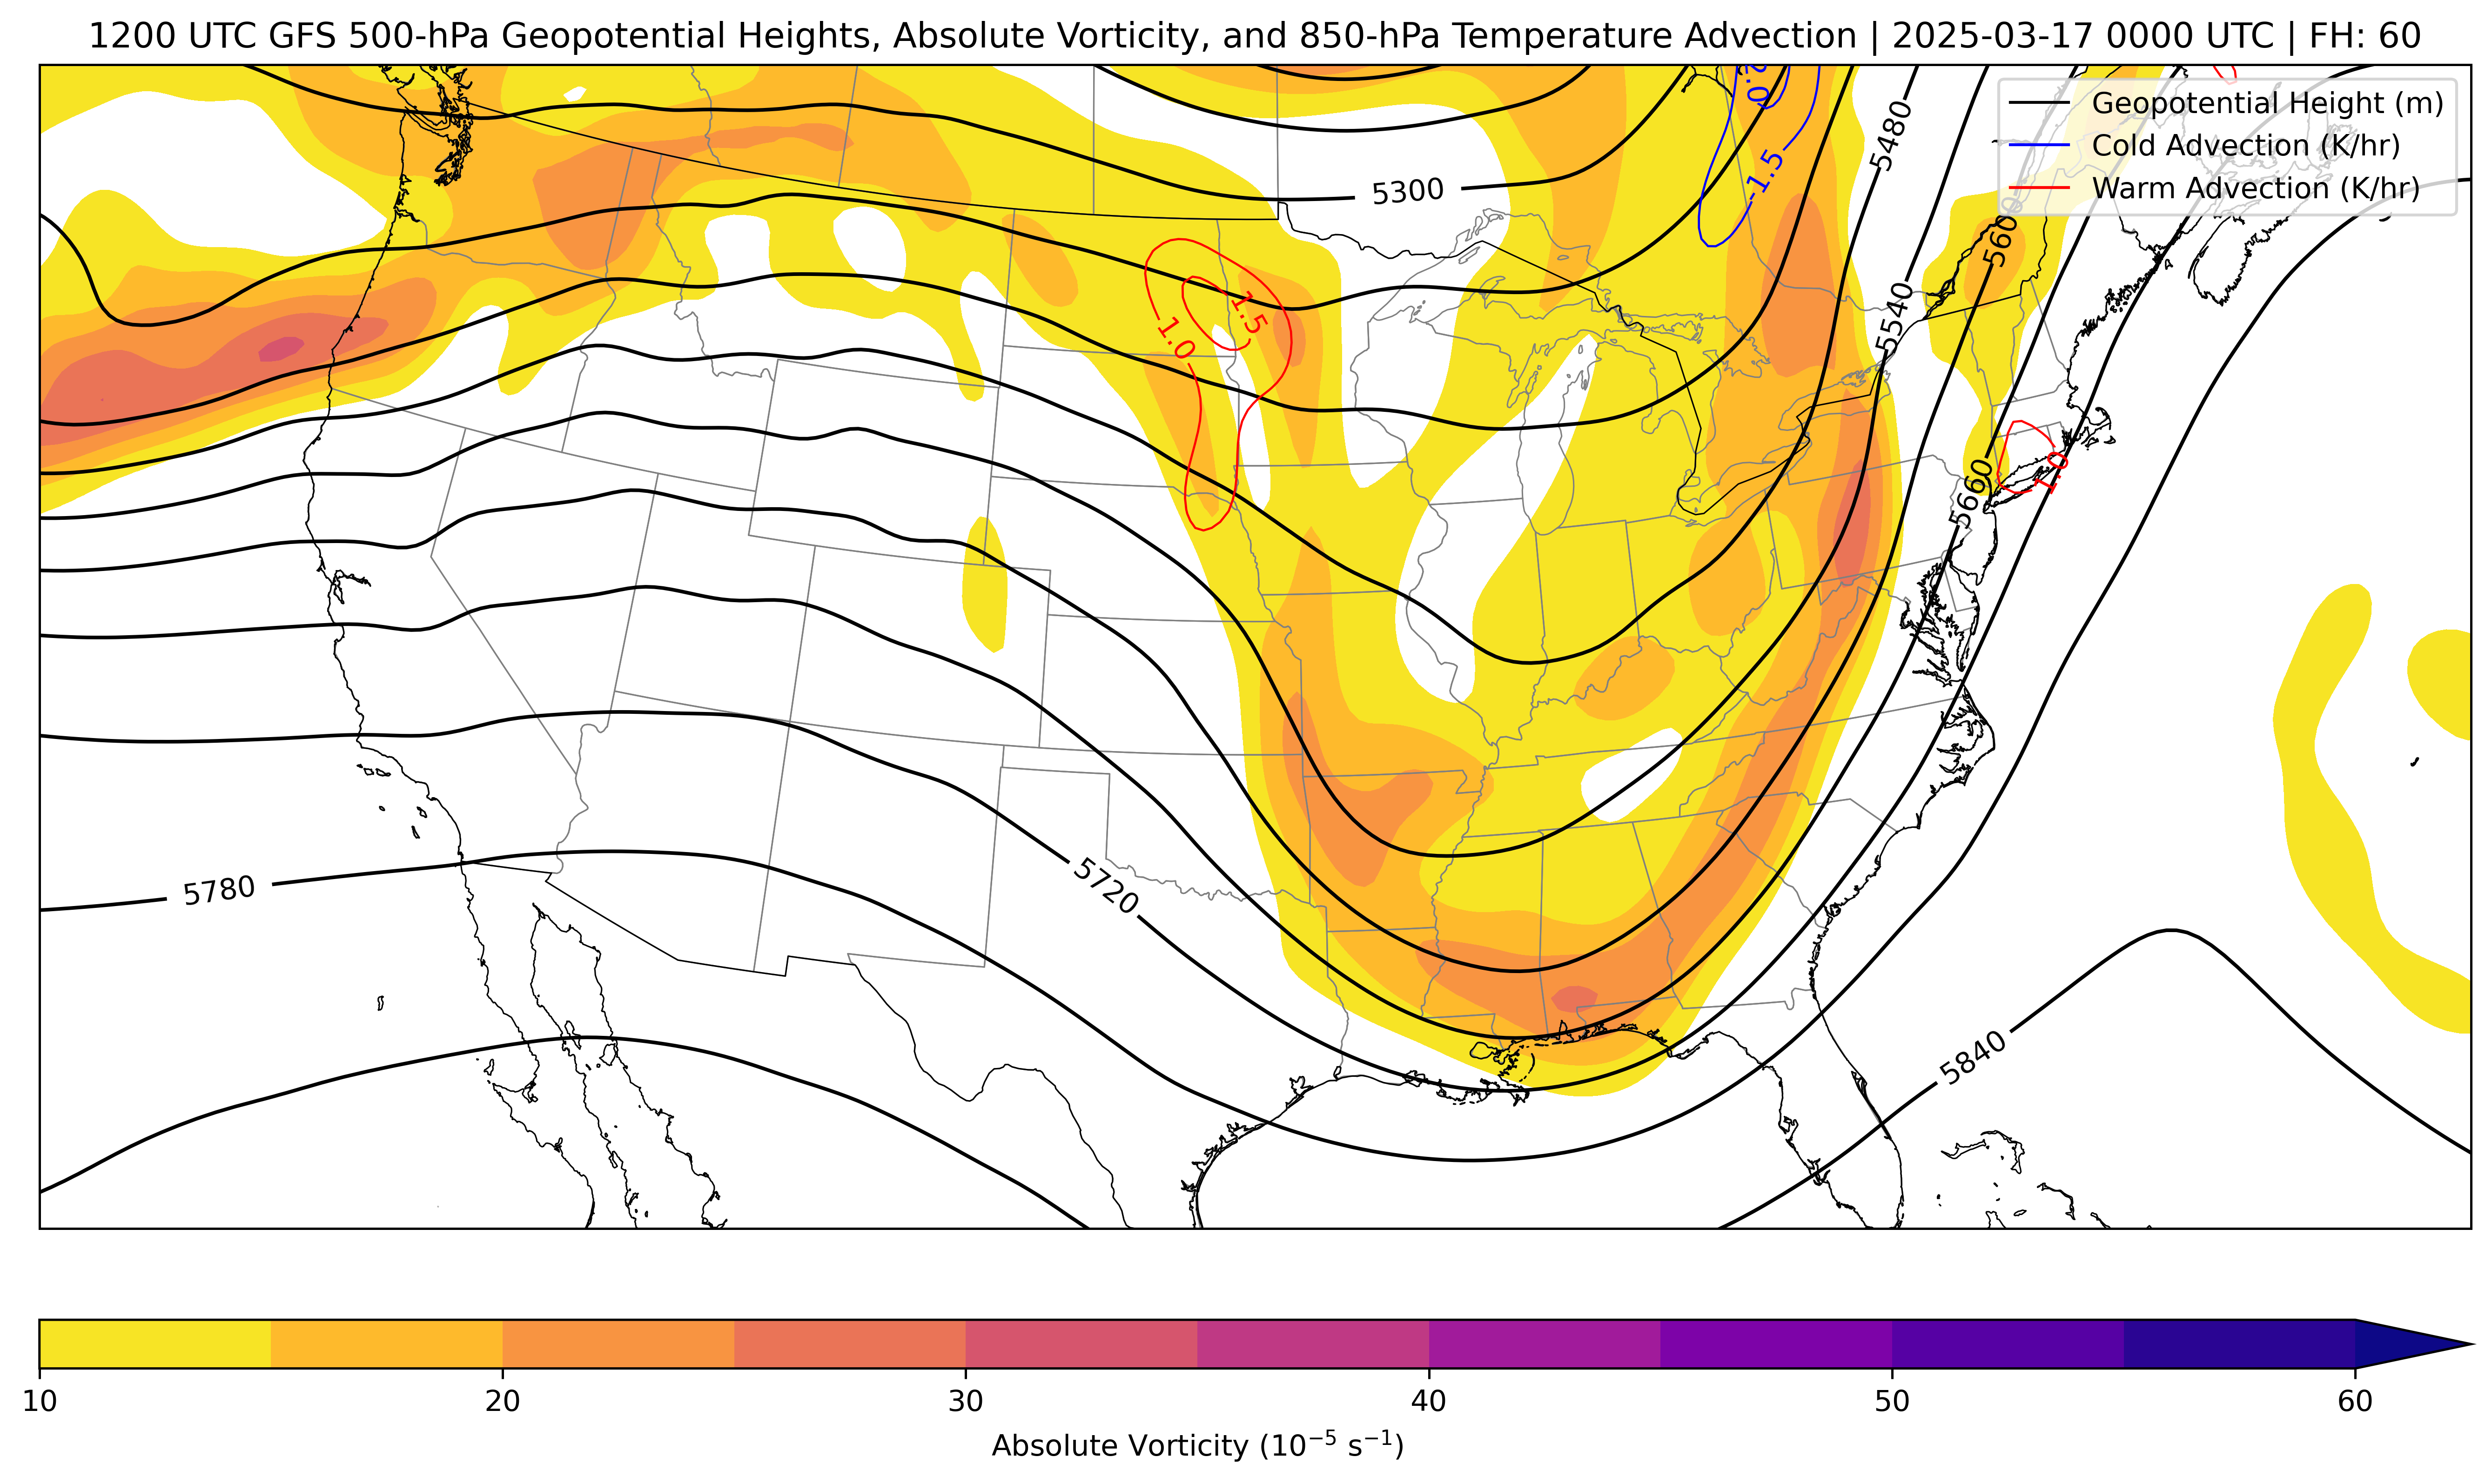 1200 UTC GFS 500-hPa Geopotential Heights, Absolute Vorticity, and 850-hPa Temperature Advection | 2025-03-17 0000 UTC | FH: 60
Geopotential Height (m)
Cold Advection (K/hr)
Warm Advection (K/hr)
5480
-1.5
5300
5600
1.5
1.0
5540
1.0
5660
5780
5720
5840
10 20 30 40 50 60
Absolute Vorticity (10⁻⁵ s⁻¹)